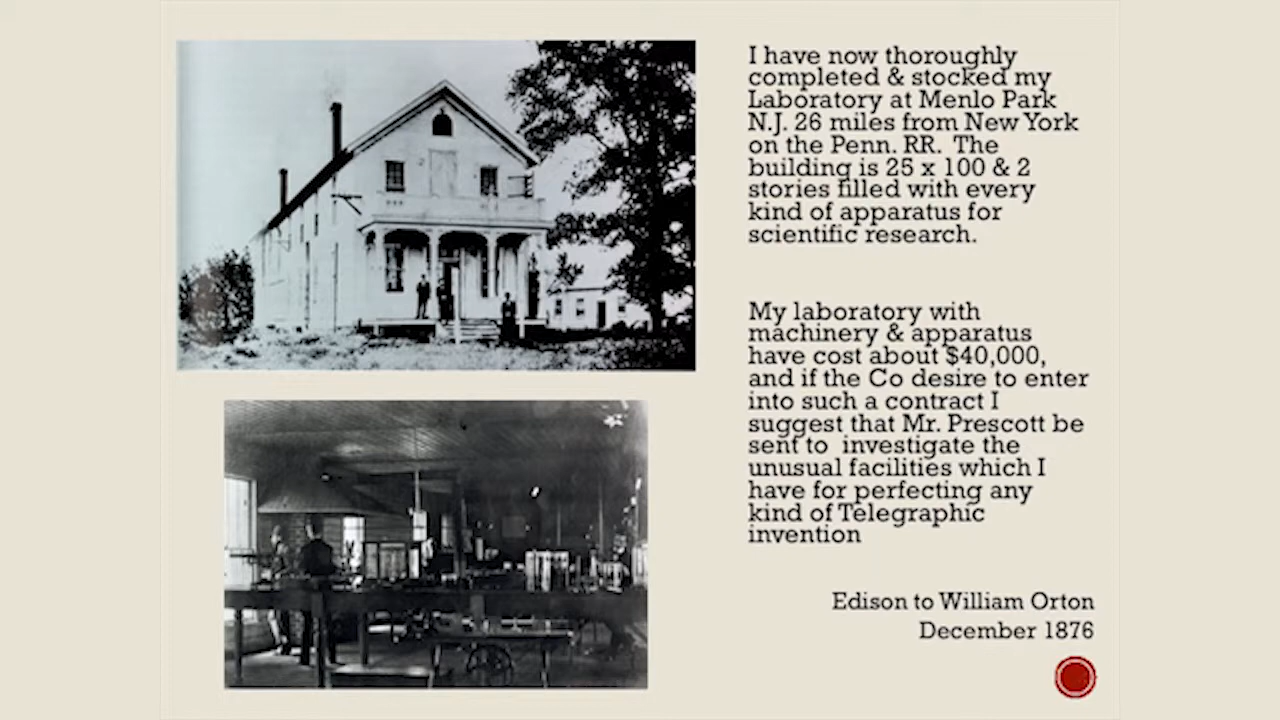 I have now thoroughly
completed & stocked my
Laboratory at Menlo Park
N.J. 26 miles from New York
on the Penn. RR.  The
building is 25 x 100 & 2
stories filled with every
kind of apparatus for
scientific research.
My laboratory with
machinery & apparatus
have cost about $40,000,
and if the Co desire to enter
into such a contract I
suggest that Mr. Prescott be
sent to  investigate the
unusual facilities which I
have for perfecting any
kind of Telegraphic
invention
Edison to William Orton
December 1876